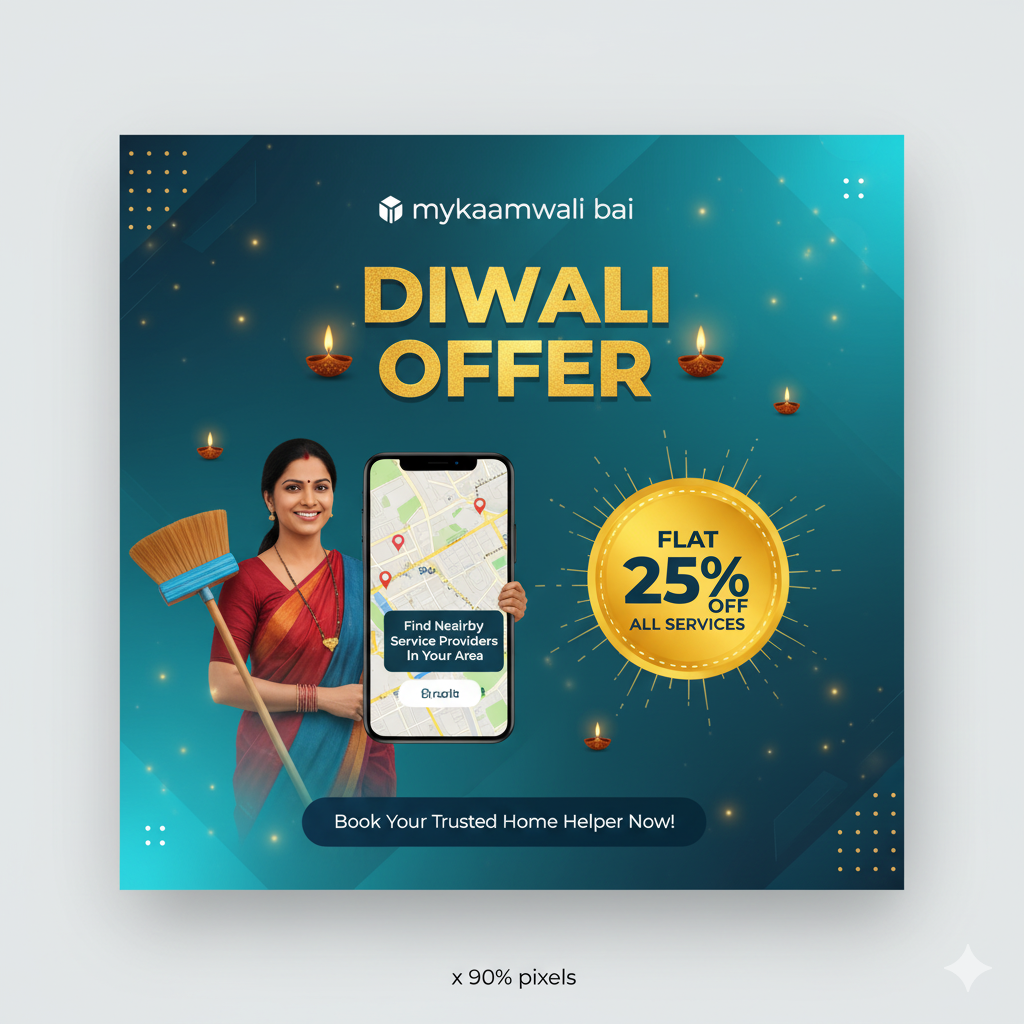 mykaamwali bai
DIWALI
OFFER
Find Nearby
Service Providers
In Your Area
FLAT
25%
OFF
ALL SERVICES
Book Your Trusted Home Helper Now!
x 90% pixels